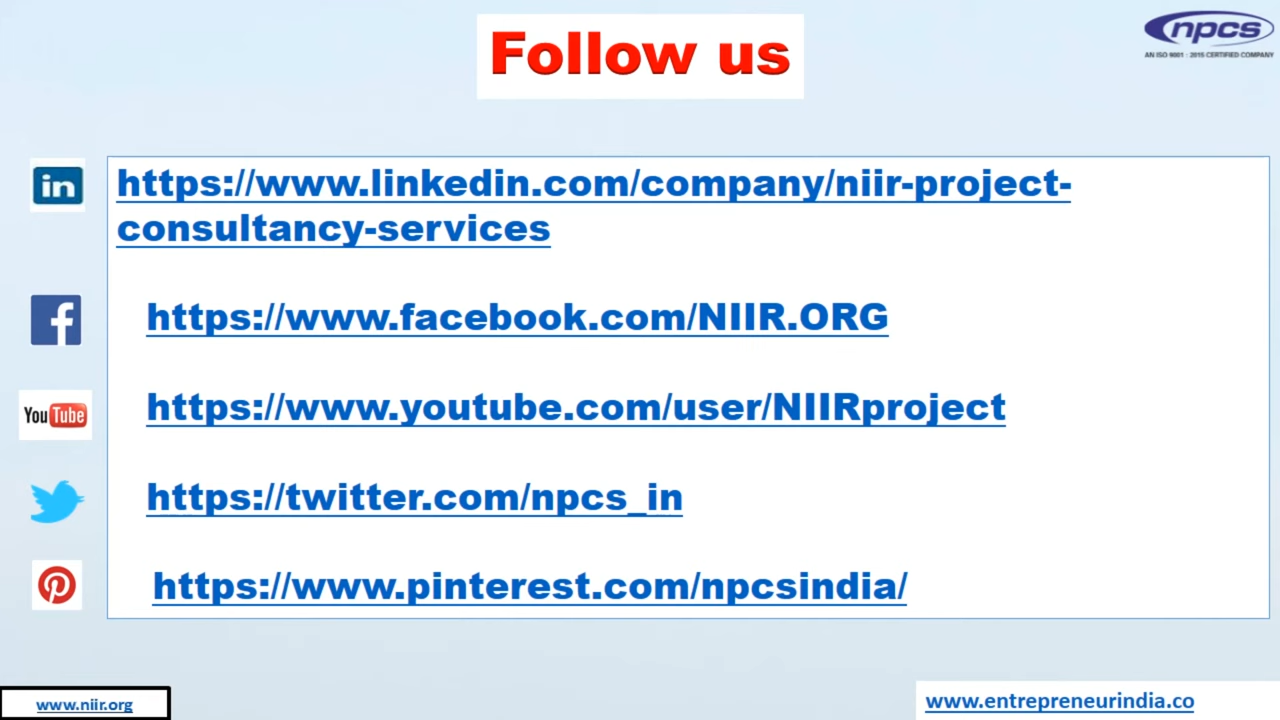 Follow us
npcs
AN ISO 9001 : 2015 CERTIFIED COMPANY
in
https://www.linkedin.com/company/niir-project-
consultancy-services
f
https://www.facebook.com/NIIR.ORG
YouTube
https://www.youtube.com/user/NIIRproject
https://twitter.com/npcs_in
https://www.pinterest.com/npcsindia/
www.niir.org
www.entrepreneurindia.co